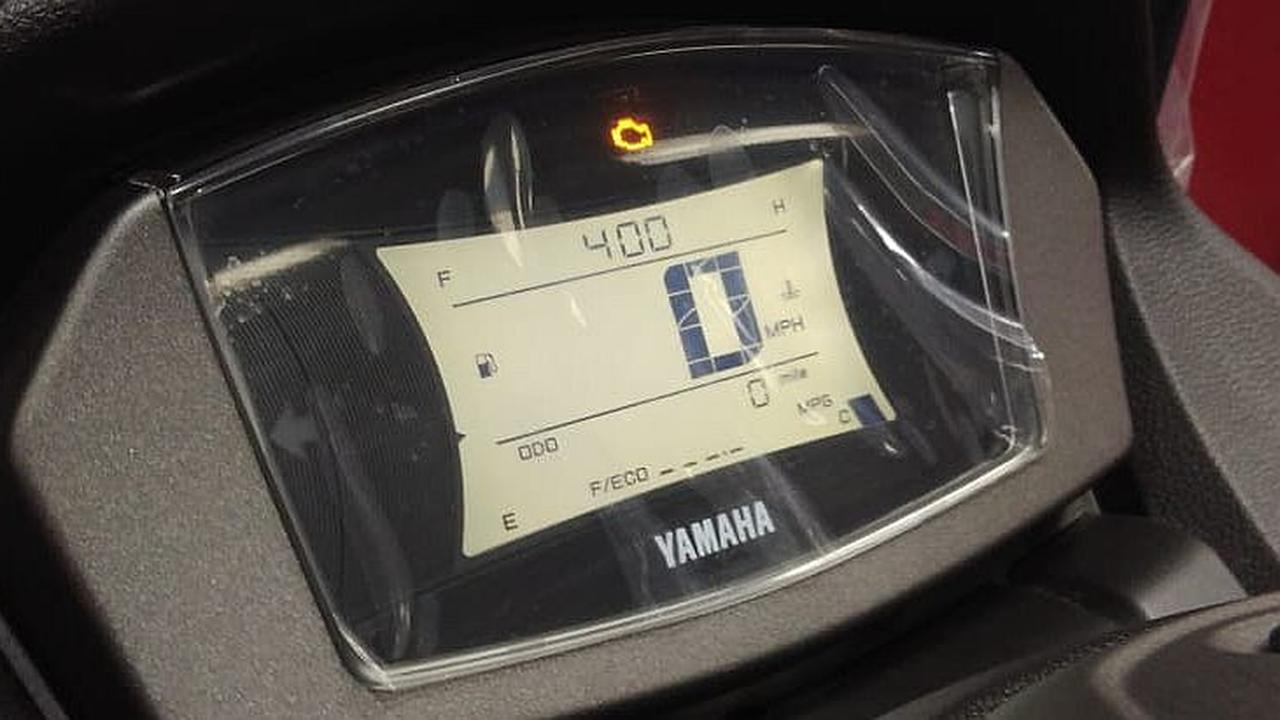 400
F
H
0
MPH
0 mile
ODO
MPG
C
F/ECO --.-
E
YAMAHA